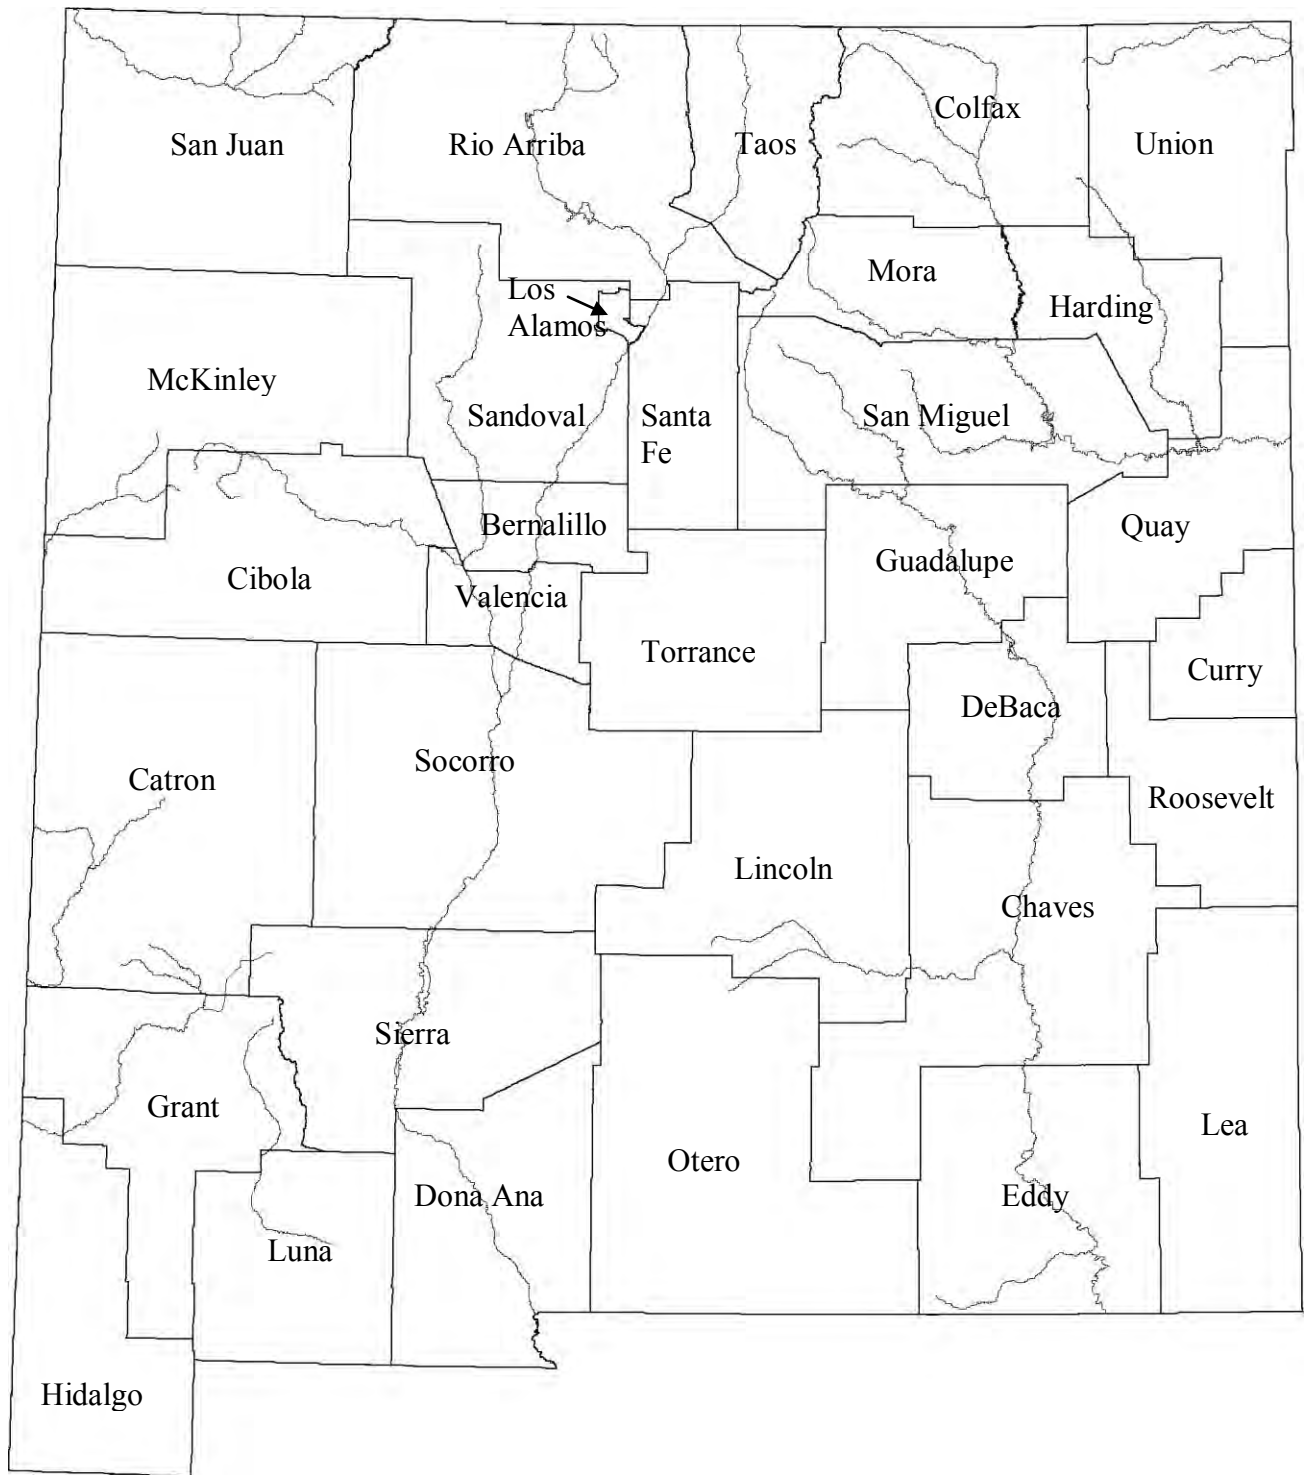 Colfax
San Juan
Rio Arriba
Taos
Union
Mora
Los
Alamos
Harding
McKinley
Sandoval
Santa
Fe
San Miguel
Bernalillo
Quay
Guadalupe
Cibola
Valencia
Torrance
Curry
DeBaca
Socorro
Catron
Roosevelt
Lincoln
Chaves
Sierra
Grant
Lea
Otero
Dona Ana
Eddy
Luna
Hidalgo